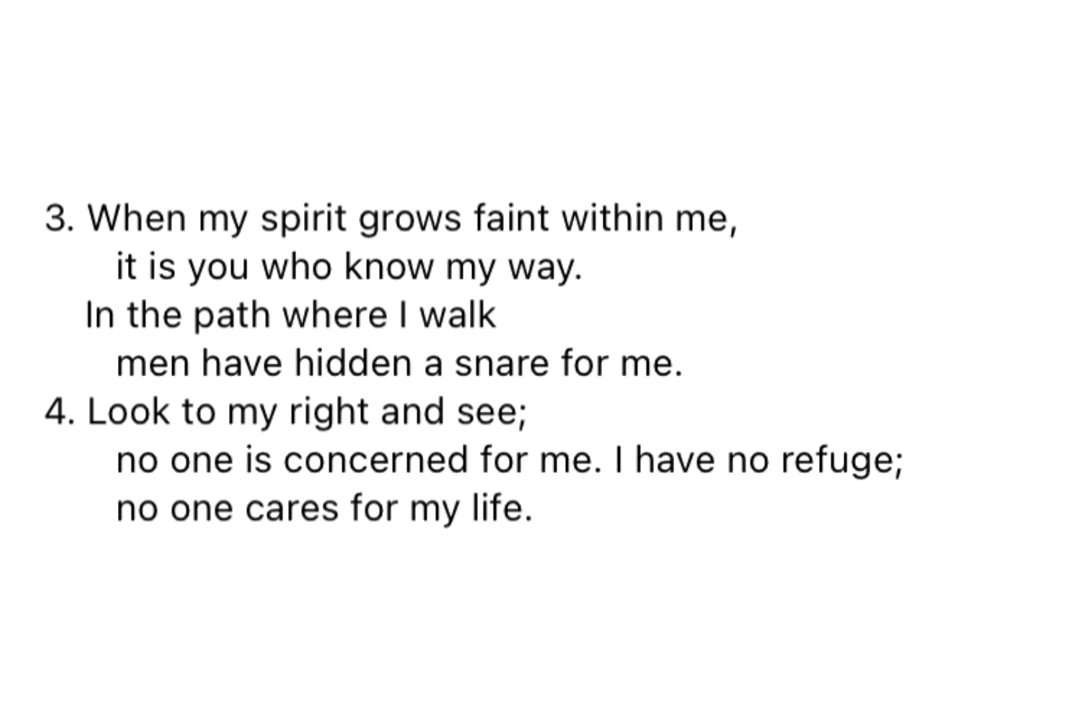 3. When my spirit grows faint within me,
it is you who know my way.
In the path where I walk
men have hidden a snare for me.
4. Look to my right and see;
no one is concerned for me. I have no refuge;
no one cares for my life.